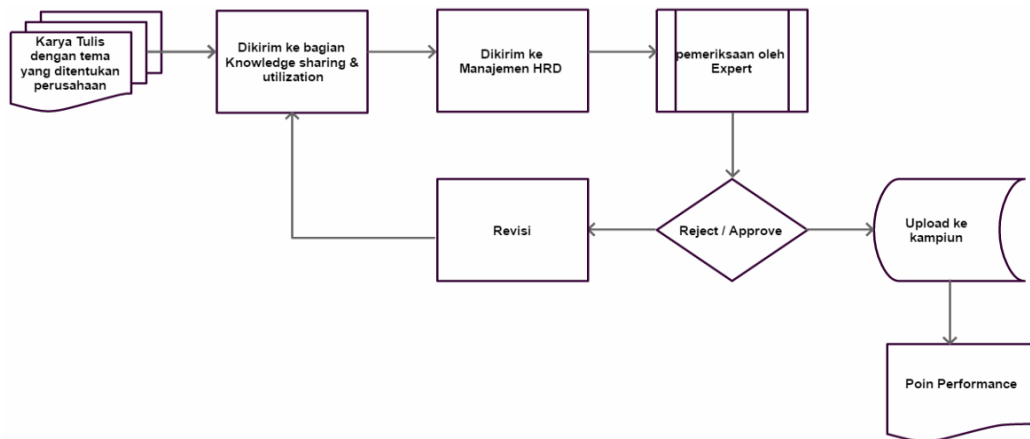 Karya Tulis
dengan tema
yang ditentukan
perusahaan
Dikirim ke bagian
Knowledge sharing &
utilization
Dikirim ke
Manajemen HRD
pemeriksaan oleh
Expert
Revisi
Reject / Approve
Upload ke
kampiun
Poin Performance